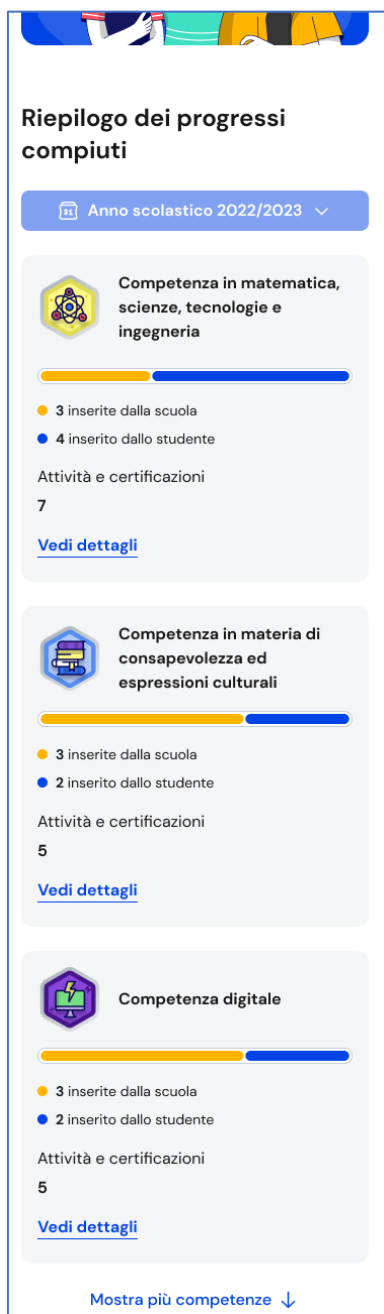 Riepilogo dei progressi
compiuti
31 Anno scolastico 2022/2023
Competenza in matematica,
scienze, tecnologie e
ingegneria
3 inserite dalla scuola
4 inserito dallo studente
Attività e certificazioni
7
Vedi dettagli
Competenza in materia di
consapevolezza ed
espressioni culturali
3 inserite dalla scuola
2 inserito dallo studente
Attività e certificazioni
5
Vedi dettagli
Competenza digitale
3 inserite dalla scuola
2 inserito dallo studente
Attività e certificazioni
5
Vedi dettagli
Mostra più competenze